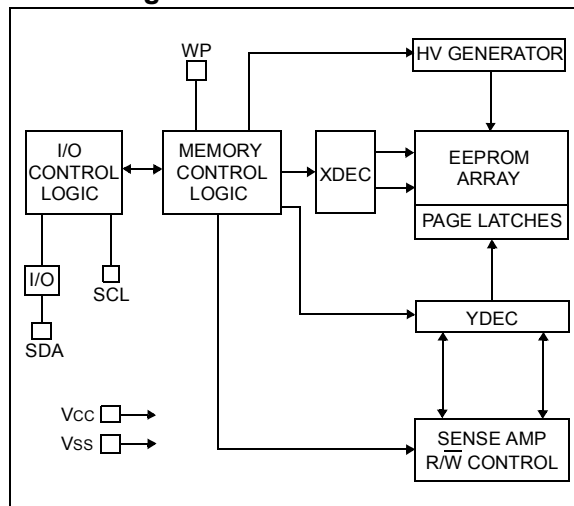 WP
HV GENERATOR
I/O
CONTROL
LOGIC
MEMORY
CONTROL
LOGIC
XDEC
EEPROM
ARRAY
PAGE LATCHES
I/O
SCL
SDA
YDEC
VCC
VSS
SENSE AMP
R/W̅ CONTROL